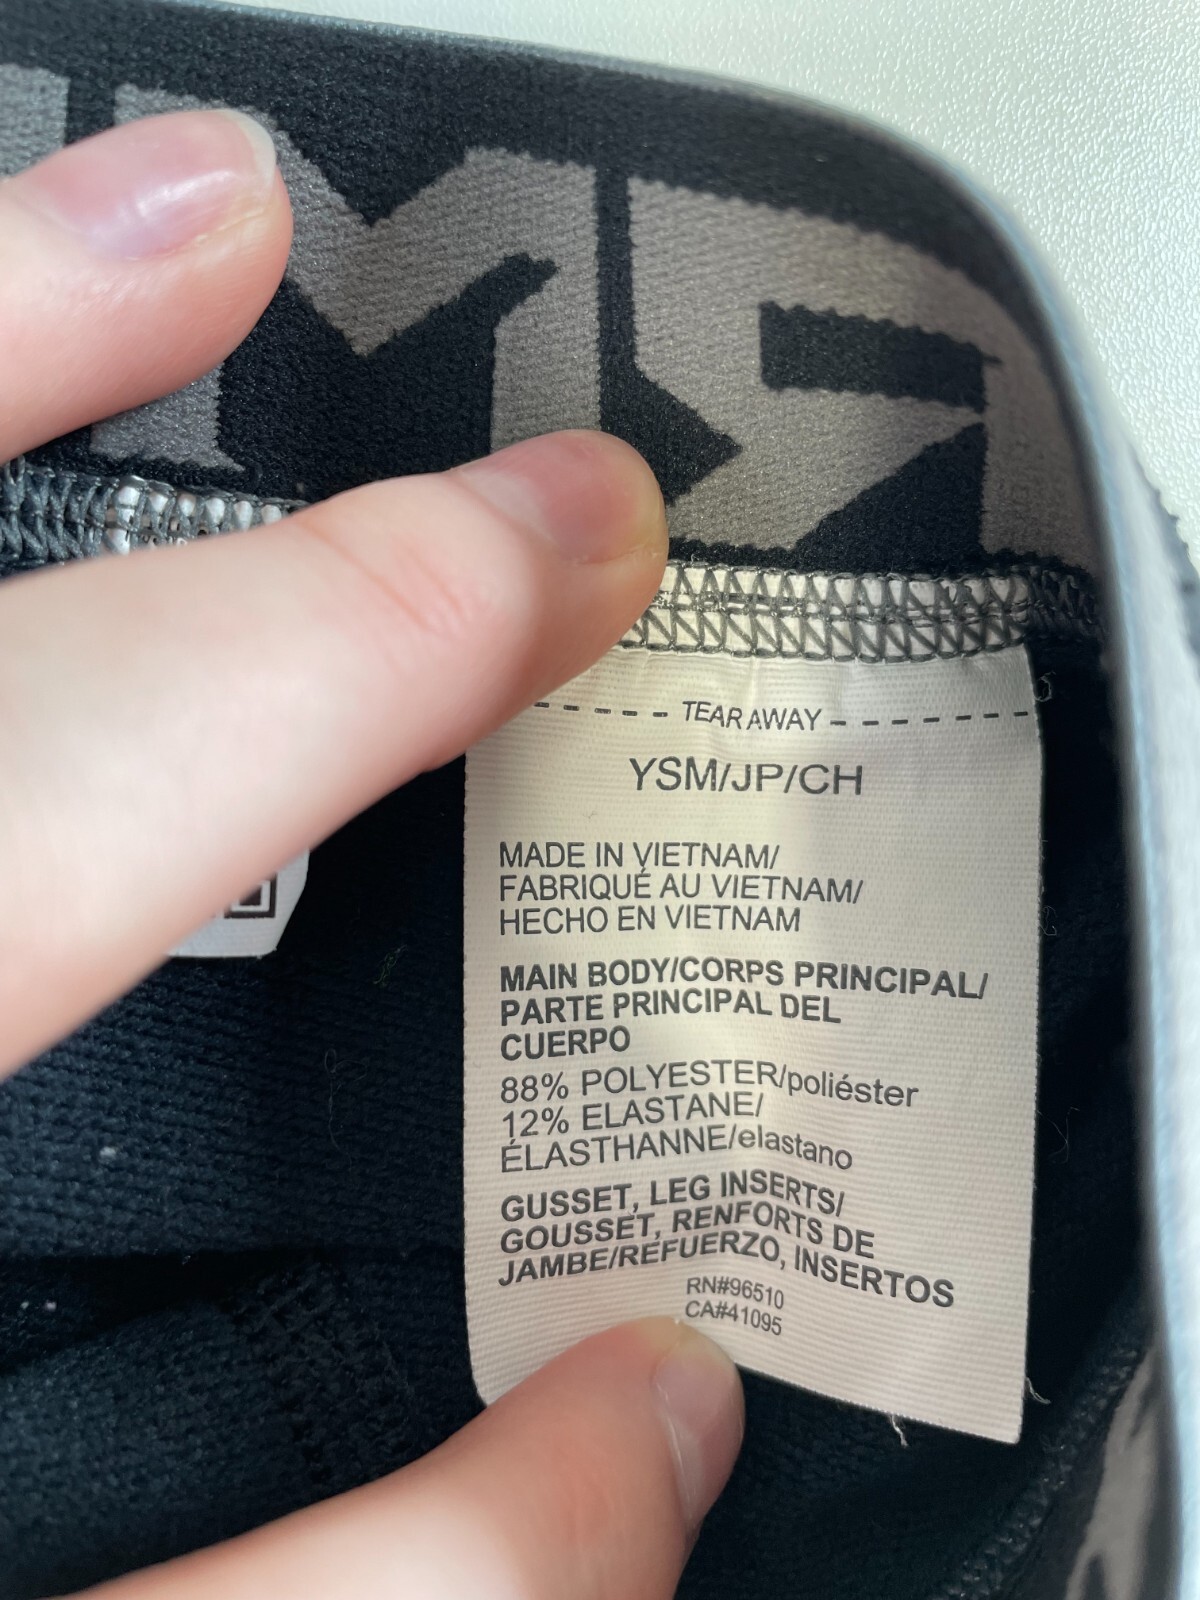 TEAR AWAY
YSM/JP/CH
MADE IN VIETNAM/
FABRIQUÉ AU VIETNAM/
HECHO EN VIETNAM
MAIN BODY/CORPS PRINCIPAL/
PARTE PRINCIPAL DEL
CUERPO
88% POLYESTER/poliéster
12% ELASTANE/
ÉLASTHANNE/elastano
GUSSET, LEG INSERTS/
GOUSSET, RENFORTS DE
JAMBE/REFUERZO, INSERTOS
RN#96510
CA#41095